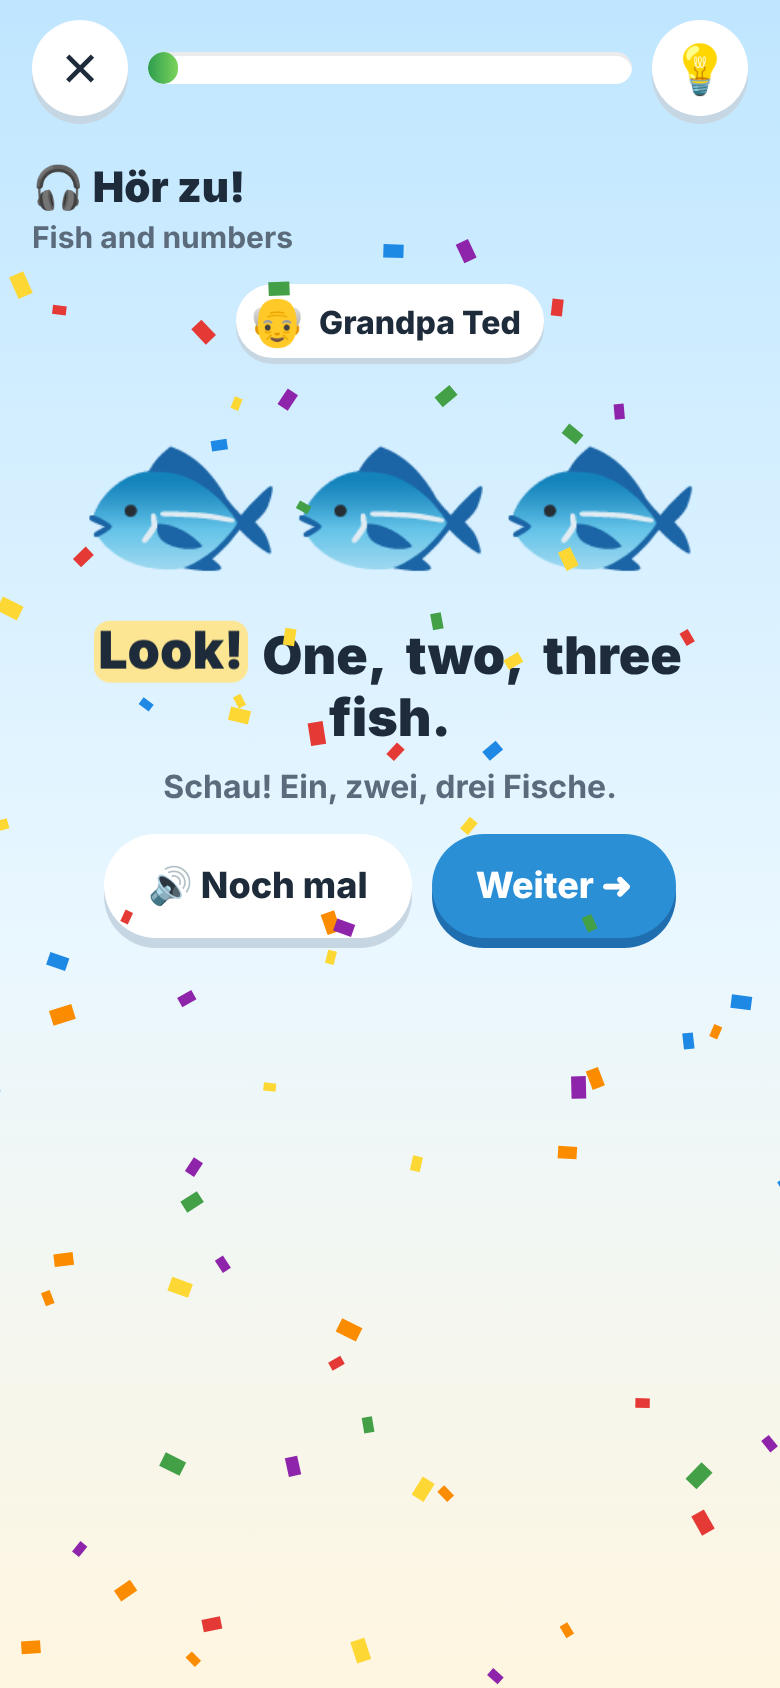 Hör zu!
Fish and numbers
Grandpa Ted
Look! One, two, three
fish.
Schau! Ein, zwei, drei Fische.
Noch mal
Weiter ➜